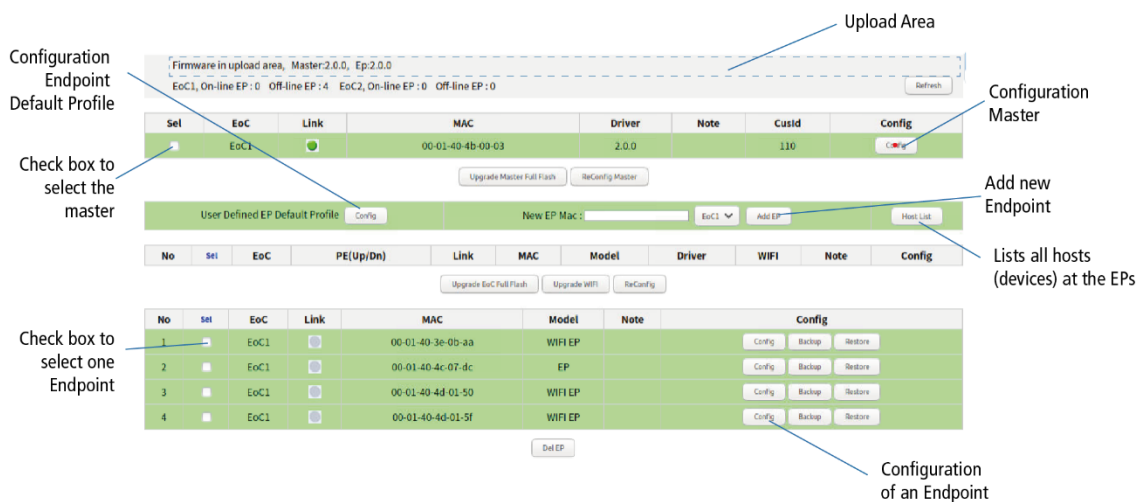 Upload Area
Configuration
Endpoint
Default Profile
Firmware in upload area, Master:2.0.0, Ep:2.0.0
EoC1, On-line EP : 0 Off-line EP : 4 EoC2, On-line EP : 0 Off-line EP : 0
Refresh
Configuration
Master
Sel EoC Link MAC Driver Note CusId Config
EoC1 00-01-40-4b-00-03 2.0.0 110 Config
Check box to
select the
master
Upgrade Master Full Flash ReConfig Master
Add new
Endpoint
User Defined EP Default Profile Config New EP Mac : EoC1 Add EP Host List
Lists all hosts
(devices) at the EPs
No Sel EoC PE(Up/Dn) Link MAC Model Driver WIFI Note Config
Upgrade EoC Full Flash Upgrade WIFI ReConfig
No Sel EoC Link MAC Model Note Config
Check box to
select one
Endpoint
1 EoC1 00-01-40-3e-0b-aa WIFI EP Config Backup Restore
2 EoC1 00-01-40-4c-07-dc EP Config Backup Restore
3 EoC1 00-01-40-4d-01-50 WIFI EP Config Backup Restore
4 EoC1 00-01-40-4d-01-5f WIFI EP Config Backup Restore
Del EP
Configuration
of an Endpoint